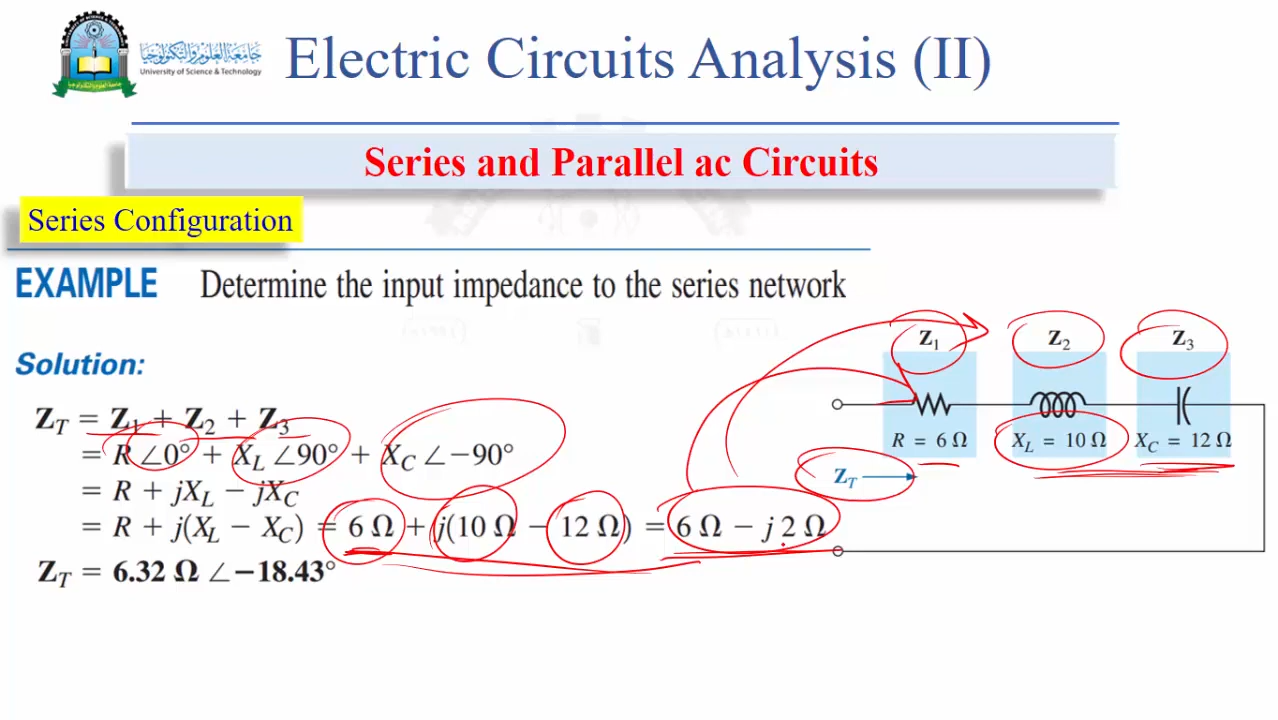 جامعة العلوم والتكنولوجيا
University of Science & Technology
Electric Circuits Analysis (II)
Series and Parallel ac Circuits
Series Configuration
EXAMPLE Determine the input impedance to the series network
Solution:
Z_T = Z_1 + Z_2 + Z_3
= R ∠0° + X_L ∠90° + X_C ∠−90°
= R + jX_L − jX_C
= R + j(X_L − X_C) = 6 Ω + j(10 Ω − 12 Ω) = 6 Ω − j 2 Ω
Z_T = 6.32 Ω ∠−18.43°
Z_1 Z_2 Z_3
R = 6 Ω X_L = 10 Ω X_C = 12 Ω
Z_T